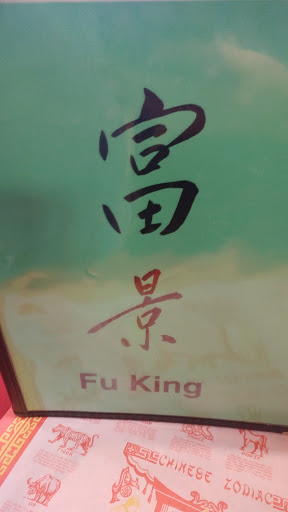 富
景
Fu King
CHINESE ZODIAC